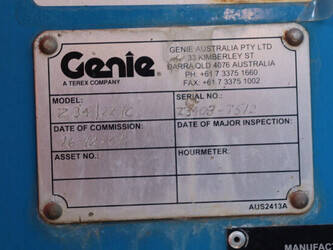 Genie
A TEREX COMPANY
GENIE AUSTRALIA PTY LTD
33 KIMBERLEY ST
DARRA QLD 4076 AUSTRALIA
PH: +61 7 3375 1660
FAX: +61 7 3375 1002
MODEL:
SERIAL NO.:
DATE OF COMMISSION:
DATE OF MAJOR INSPECTION:
ASSET NO.:
HOURMETER:
AUS2413A
MANUFAC